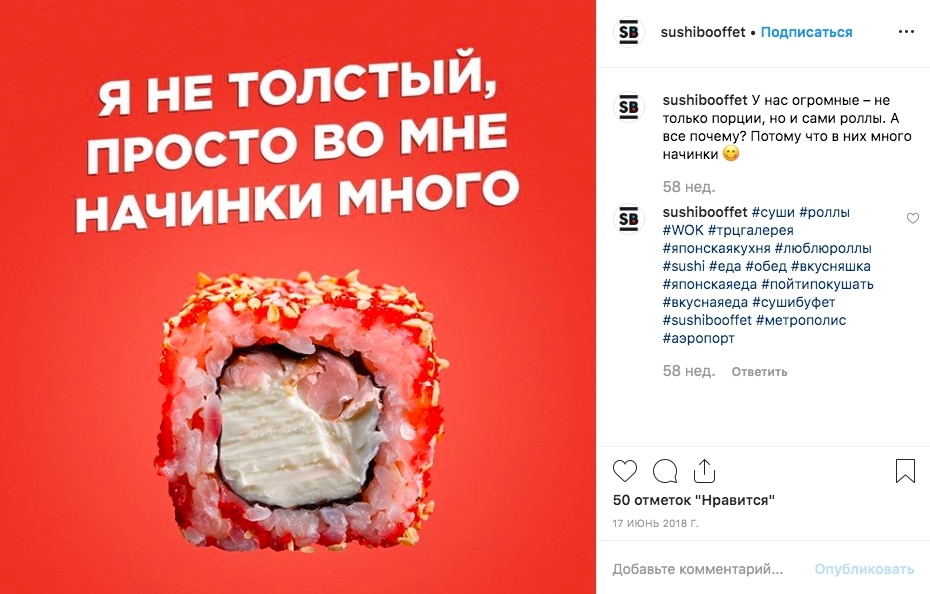 Я НЕ ТОЛСТЫЙ,
ПРОСТО ВО МНЕ
НАЧИНКИ МНОГО
SB
sushibooffet • Подписаться
SB
sushibooffet У нас огромные – не
только порции, но и сами роллы. А
все почему? Потому что в них много
начинки 😋
58 нед.
SB
sushibooffet #суши #роллы
#WOK #трцгалерея
#японскаякухня #люблюроллы
#sushi #еда #обед #вкусняшка
#японскаяеда #пойтипокушать
#вкуснаяеда #сушибуфет
#sushibooffet #метрополис
#аэропорт
58 нед. Ответить
50 отметок "Нравится"
17 ИЮНЬ 2018 Г.
Добавьте комментарий... Опубликовать